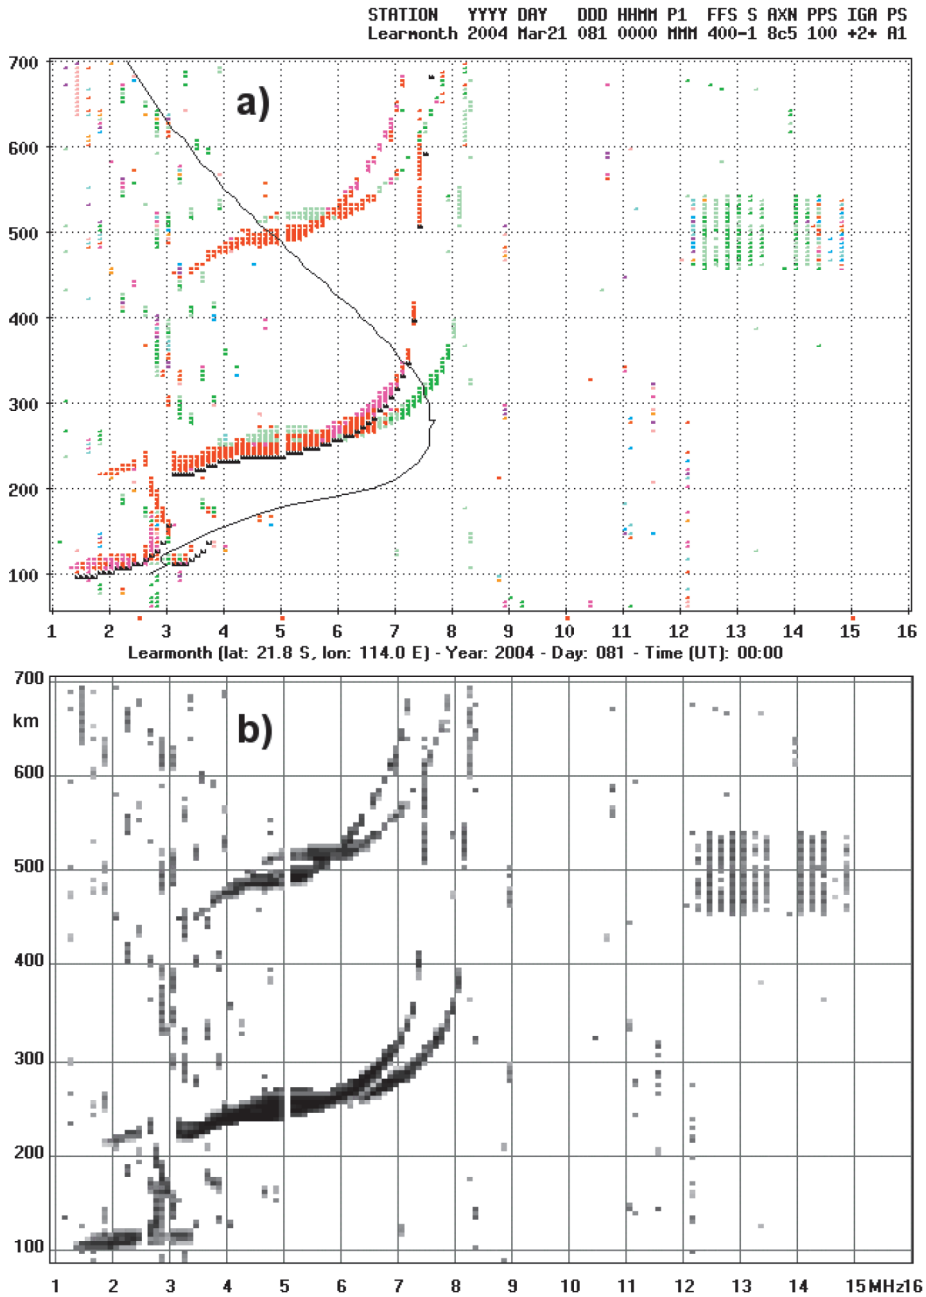 STATION YYYY DAY DDD HHMM P1 FFS S AXN PPS IGA PS
Learmonth 2004 Mar21 081 0000 MMM 400-1 8c5 100 +2+ A1
700
a)
600
500
400
300
200
100
1 2 3 4 5 6 7 8 9 10 11 12 13 14 15 16
Learmonth (lat: 21.8 S, lon: 114.0 E) - Year: 2004 - Day: 081 - Time (UT): 00:00
700
km
b)
600
500
400
300
200
100
1 2 3 4 5 6 7 8 9 10 11 12 13 14 15 MHz16